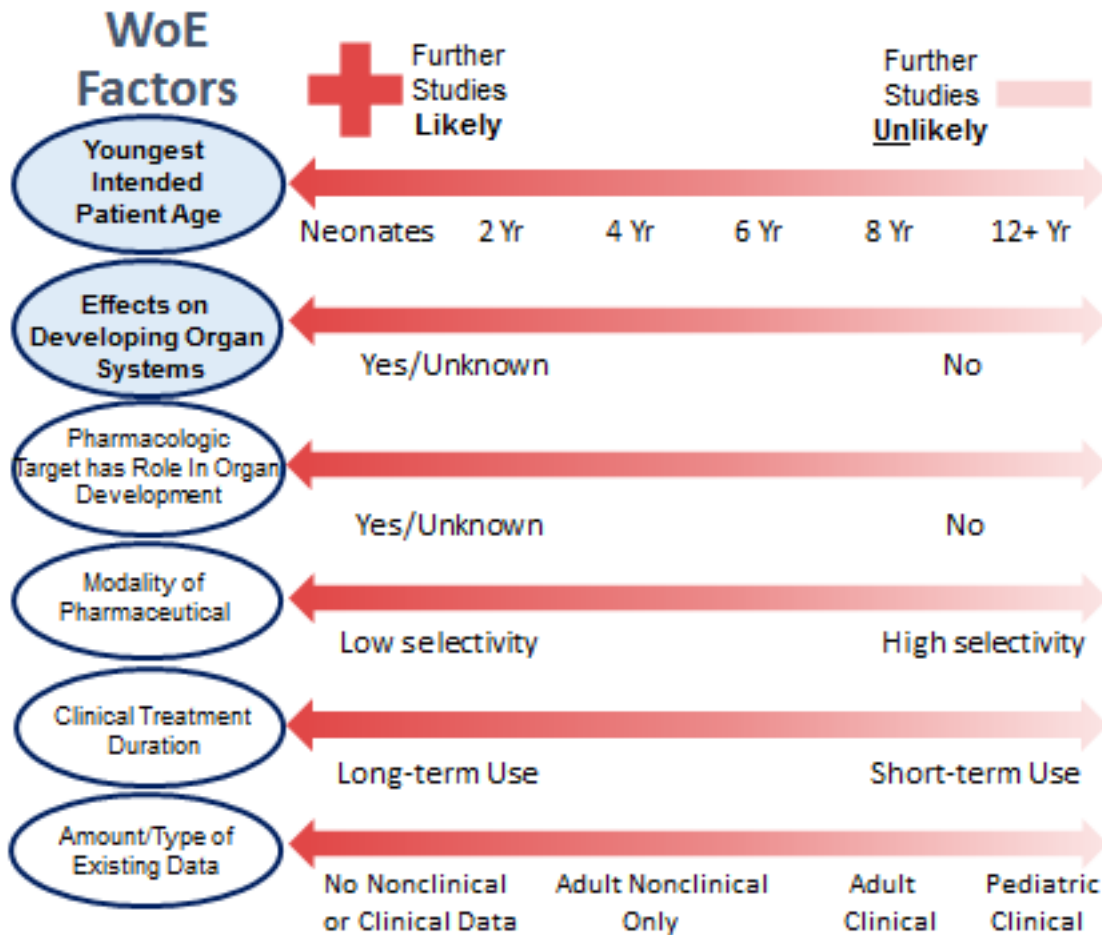 WoE
Factors
Further
Studies
Likely
Further
Studies
Unlikely
Youngest
Intended
Patient Age
Neonates 2 Yr 4 Yr 6 Yr 8 Yr 12+ Yr
Effects on
Developing Organ
Systems
Yes/Unknown No
Pharmacologic
Target has Role In Organ
Development
Yes/Unknown No
Modality of
Pharmaceutical
Low selectivity High selectivity
Clinical Treatment
Duration
Long-term Use Short-term Use
Amount/Type of
Existing Data
No Nonclinical Adult Nonclinical Adult Pediatric
or Clinical Data Only Clinical Clinical